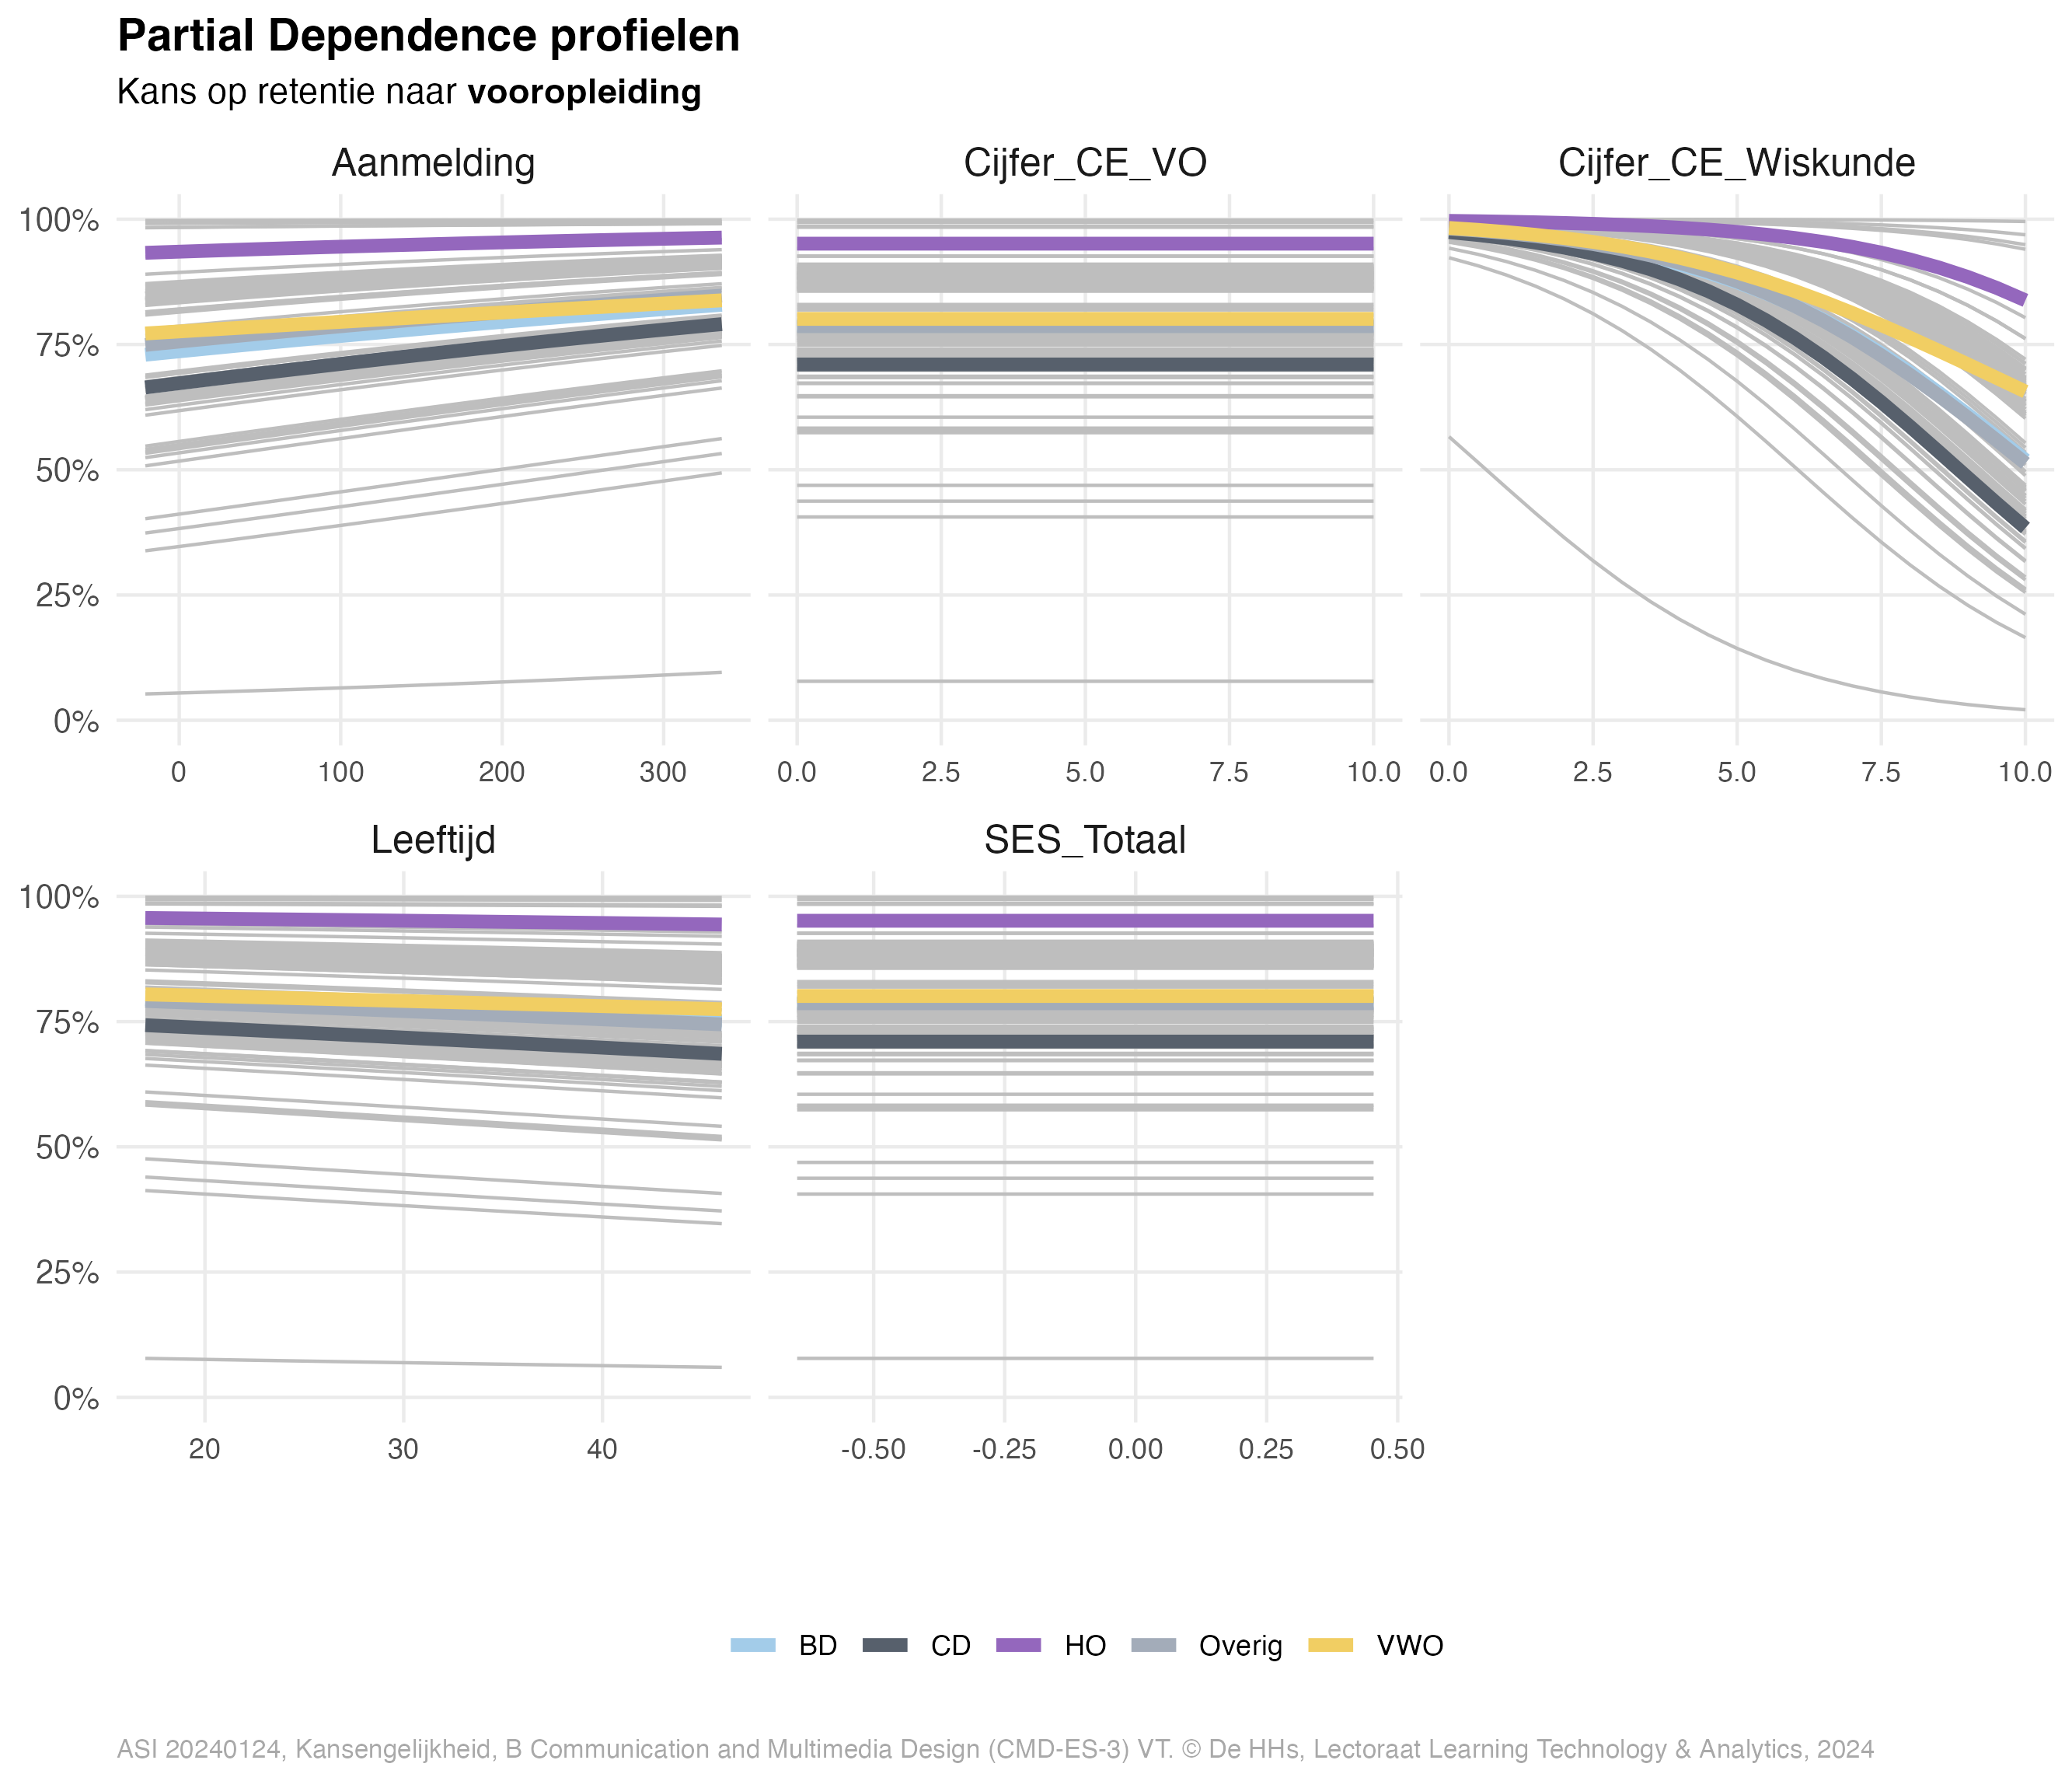 Partial Dependence profielen
Kans op retentie naar vooropleiding
Aanmelding Cijfer_CE_VO Cijfer_CE_Wiskunde
100%
75%
50%
25%
0%
0 100 200 300 0.0 2.5 5.0 7.5 10.0 0.0 2.5 5.0 7.5 10.0
Leeftijd SES_Totaal
100%
75%
50%
25%
0%
20 30 40 -0.50 -0.25 0.00 0.25 0.50
BD CD HO Overig VWO
ASI 20240124, Kansengelijkheid, B Communication and Multimedia Design (CMD-ES-3) VT. © De HHs, Lectoraat Learning Technology & Analytics, 2024